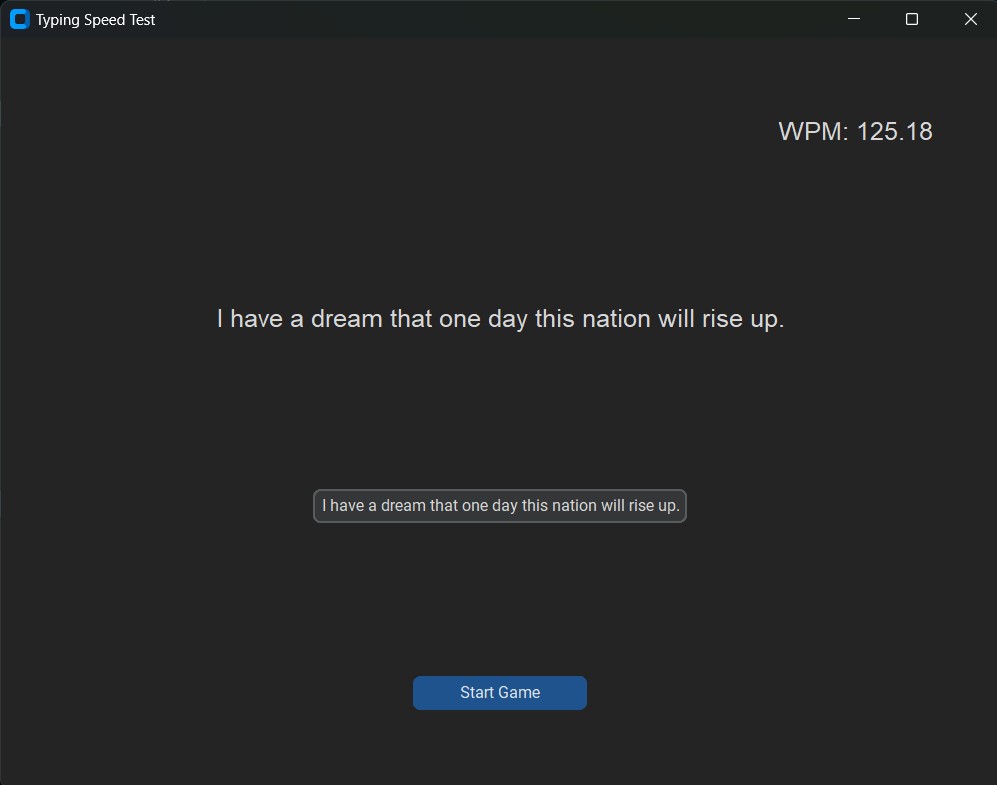 Typing Speed Test
WPM: 125.18
I have a dream that one day this nation will rise up.
I have a dream that one day this nation will rise up.
Start Game